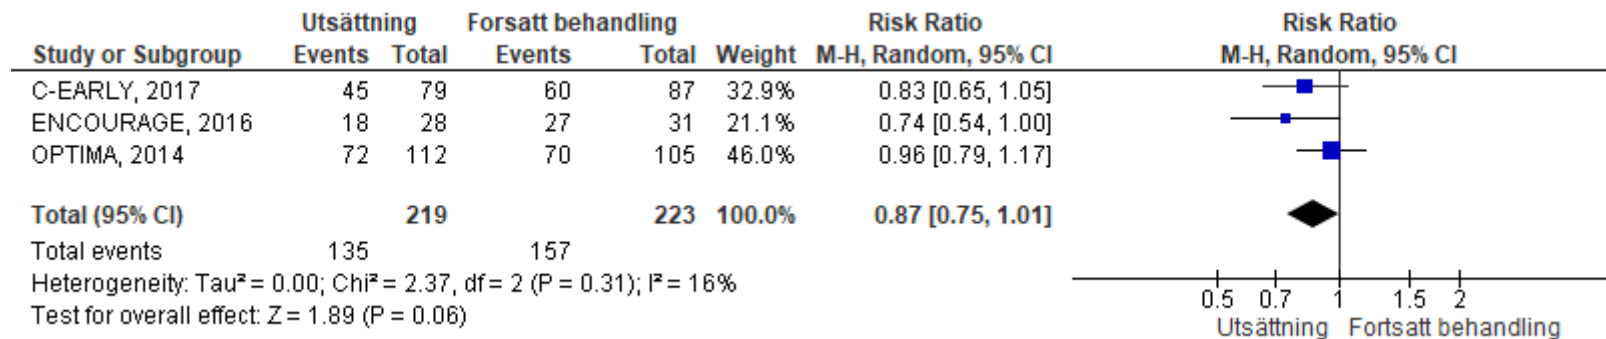 Utsättning Forsatt behandling Risk Ratio Risk Ratio
Study or Subgroup Events Total Events Total Weight M-H, Random, 95% CI M-H, Random, 95% CI
C-EARLY, 2017 45 79 60 87 32.9% 0.83 [0.65, 1.05]
ENCOURAGE, 2016 18 28 27 31 21.1% 0.74 [0.54, 1.00]
OPTIMA, 2014 72 112 70 105 46.0% 0.96 [0.79, 1.17]
Total (95% CI) 219 223 100.0% 0.87 [0.75, 1.01]
Total events 135 157
Heterogeneity: Tau² = 0.00; Chi² = 2.37, df = 2 (P = 0.31); I² = 16%
Test for overall effect: Z = 1.89 (P = 0.06)
0.5 0.7 1 1.5 2
Utsättning Fortsatt behandling